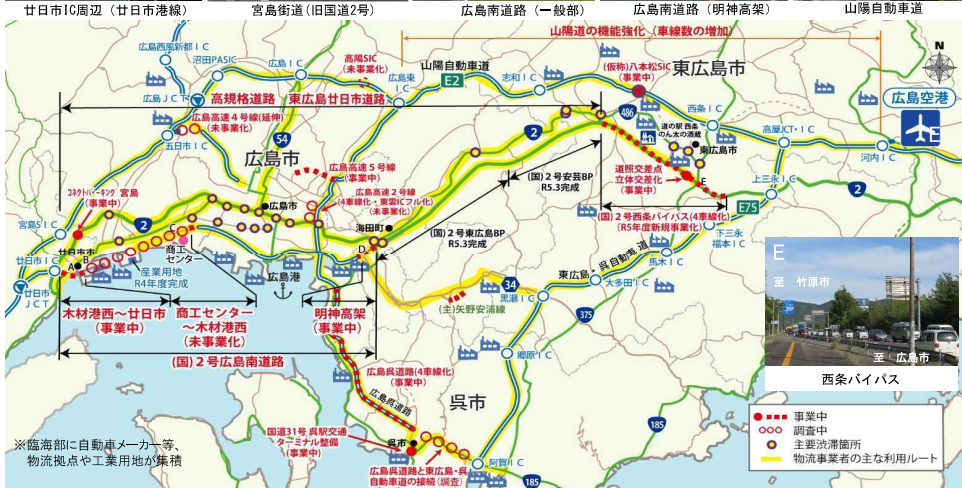 廿日市IC周辺(廿日市港線)
宮島街道(旧国道2号)
広島南道路(一般部)
広島南道路(明神高架)
山陽自動車道
山陽道の機能強化(車線数の増加)
広島西風新都IC
沼田PASIC
広島IC
高陽SIC
(未事業化)
広島東
IC
山陽自動車道
E2
志和IC
(仮称)八本松SIC
(事業中)
東広島市
N
広島空港
広島JCT
高規格道路 東広島廿日市道路
広島高速4号線(延伸)
(未事業化)
五日市IC
54
広島市
2
486
道の駅 西条
のん太の酒蔵
西条IC
東広島市
高屋JCT・IC
河内IC
E
コネクトパーキング 宮島
(事業中)
広島高速5号線
(事業中)
広島高速2号線
(4車線化・東雲ICフル化)
(未事業化)
(国)2号安芸BP
R5.3完成
道照交差点
立体交差化
(事業中)
E
上三永IC
2
E75
宮島SIC
2
広島市
海田町
D
(国)2号東広島BP
R5.3完成
(国)2号西条バイパス(4車線化)
(R5年度新規事業化)
下三永
福本IC
廿日市市
廿日市IC
A
B
C
商工
センター
産業用地
R4年度完成
広島港
東広島・呉自動車道
馬木IC
大多田IC
34
黒瀬IC
(主)矢野安浦線
375
廿日市
JCT
木材港西~廿日市
(事業中)
商工センター
~木材港西
(未事業化)
明神高架
(事業中)
(国)2号広島南道路
郷原IC
広島呉道路(4車線化)
(事業中)
広島呉道路
呉市
185
国道31号 呉駅交通
ターミナル整備
(事業中)
呉市
阿賀IC
広島呉道路と東広島・呉
自動車道の接続(調査)
185
185
※臨海部に自動車メーカー等、
物流拠点や工業用地が集積
E
至 竹原市
至 広島市
西条バイパス
事業中
調査中
主要渋滞箇所
物流事業者の主な利用ルート